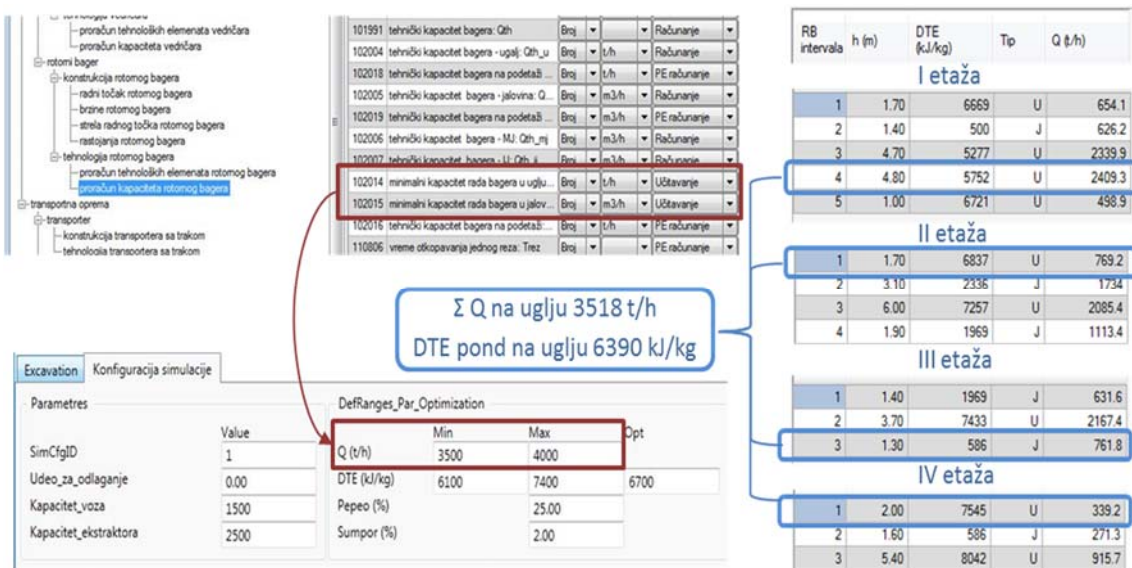 proračun tehnoloških elemenata vedričara
proračun kapaciteta vedričara
rotorni bager
konstrukcija rotornog bagera
radni točak rotornog bagera
brzine rotornog bagera
strela radnog točka rotornog bagera
rastojanja rotornog bagera
tehnologija rotornog bagera
proračun tehnoloških elemenata rotornog bagera
proračun kapaciteta rotornog bagera
transportna oprema
transporter
konstrukcija transportera sa trakom
tehnologija transportera sa trakom
101991 tehnički kapacitet bagera: Qth Broj Računanje
102004 tehnički kapacitet bagera - ugalj: Qth_u Broj t/h Računanje
102018 tehnički kapacitet bagera na podetaži ... Broj t/h PE računanje
102005 tehnički kapacitet bagera - jalovina: Q... Broj m3/h Računanje
102019 tehnički kapacitet bagera na podetaži ... Broj m3/h PE računanje
102006 tehnički kapacitet bagera - MJ: Qth_mj Broj m3/h Računanje
102007 tehnički kapacitet bagera - U: Qth_ii Broj m3/h Računanje
102014 minimalni kapacitet rada bagera u uglju... Broj t/h Učitavanje
102015 minimalni kapacitet rada bagera u jalov... Broj m3/h Učitavanje
102016 tehnički kapacitet bagera na podetaži:... Broj t/h PE računanje
110806 vreme otkopavanja jednog reza: Trez Broj PE računanje
RB intervala h (m) DTE (kJ/kg) Tip Q (t/h)
I etaža
1 1.70 6669 U 654.1
2 1.40 500 J 626.2
3 4.70 5277 U 2339.9
4 4.80 5752 U 2409.3
5 1.00 6721 U 498.9
II etaža
1 1.70 6837 U 769.2
2 3.10 2336 J 1734
3 6.00 7257 U 2085.4
4 1.90 1969 J 1113.4
III etaža
1 1.40 1969 J 631.6
2 3.70 7433 U 2167.4
3 1.30 586 J 761.8
IV etaža
1 2.00 7545 U 339.2
2 1.60 586 J 271.3
3 5.40 8042 U 915.7
Σ Q na uglju 3518 t/h
DTE pond na uglju 6390 kJ/kg
Excavation Konfiguracija simulacije
Parametres
Value
SimCfgID 1
Udeo_za_odlaganje 0.00
Kapacitet_voza 1500
Kapacitet_ekstraktora 2500
DefRanges_Par_Optimization
Min Max Opt
Q (t/h) 3500 4000
DTE (kJ/kg) 6100 7400 6700
Pepeo (%) 25.00
Sumpor (%) 2.00